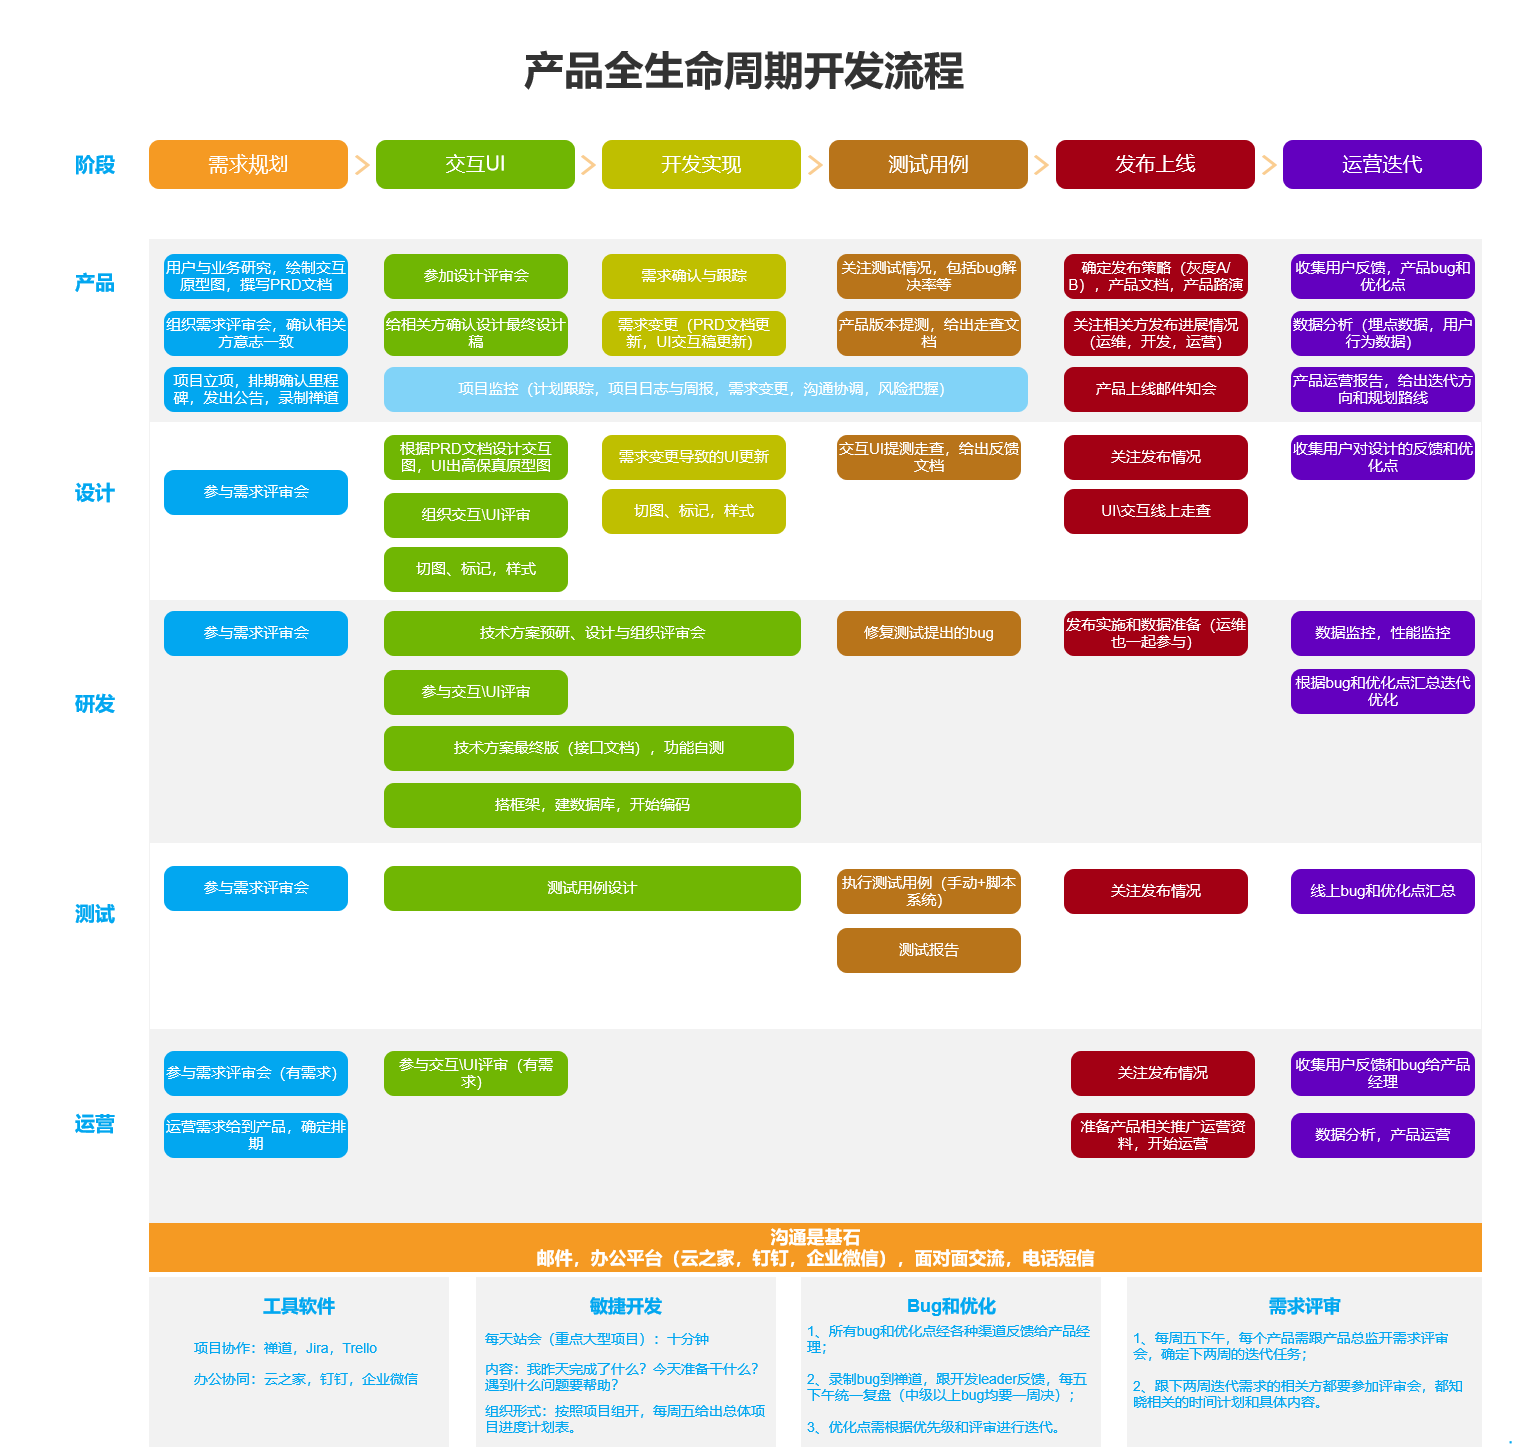 产品全生命周期开发流程
阶段
需求规划
交互UI
开发实现
测试用例
发布上线
运营迭代
产品
用户与业务研究，绘制交互
原型图，撰写PRD文档
参加设计评审会
需求确认与跟踪
关注测试情况，包括bug解
决率等
确定发布策略（灰度A/
B），产品文档，产品路演
收集用户反馈，产品bug和
优化点
组织需求评审会，确认相关
方意志一致
给相关方确认设计最终设计
稿
需求变更（PRD文档更
新，UI交互稿更新）
产品版本提测，给出走查文
档
关注相关方发布进展情况
（运维，开发，运营）
数据分析（埋点数据，用户
行为数据）
项目立项，排期确认里程
碑，发出公告，录制禅道
项目监控（计划跟踪，项目日志与周报，需求变更，沟通协调，风险把握）
产品上线邮件知会
产品运营报告，给出迭代方
向和规划路线
设计
参与需求评审会
根据PRD文档设计交互
图，UI出高保真原型图
需求变更导致的UI更新
交互UI提测走查，给出反馈
文档
关注发布情况
收集用户对设计的反馈和优
化点
组织交互\UI评审
切图、标记，样式
UI\交互线上走查
切图、标记，样式
研发
参与需求评审会
技术方案预研、设计与组织评审会
修复测试提出的bug
发布实施和数据准备（运维
也一起参与）
数据监控，性能监控
参与交互\UI评审
根据bug和优化点汇总迭代
优化
技术方案最终版（接口文档），功能自测
搭框架，建数据库，开始编码
测试
参与需求评审会
测试用例设计
执行测试用例（手动+脚本
系统）
关注发布情况
线上bug和优化点汇总
测试报告
运营
参与需求评审会（有需求）
参与交互\UI评审（有需
求）
关注发布情况
收集用户反馈和bug给产品
经理
运营需求给到产品，确定排
期
准备产品相关推广运营资
料，开始运营
数据分析，产品运营
沟通是基石
邮件，办公平台（云之家，钉钉，企业微信），面对面交流，电话短信
工具软件
项目协作：禅道，Jira，Trello
办公协同：云之家，钉钉，企业微信
敏捷开发
每天站会（重点大型项目）：十分钟
内容：我昨天完成了什么？今天准备干什么？
遇到什么问题要帮助？
组织形式：按照项目组开，每周五给出总体项
目进度计划表。
Bug和优化
1、所有bug和优化点经各种渠道反馈给产品经
理；
2、录制bug到禅道，跟开发leader反馈，每五
下午统一复盘（中级以上bug均要一周决）；
3、优化点需根据优先级和评审进行迭代。
需求评审
1、每周五下午，每个产品需跟产品总监开需求评审
会，确定下两周的迭代任务；
2、跟下两周迭代需求的相关方都要参加评审会，都知
晓相关的时间计划和具体内容。